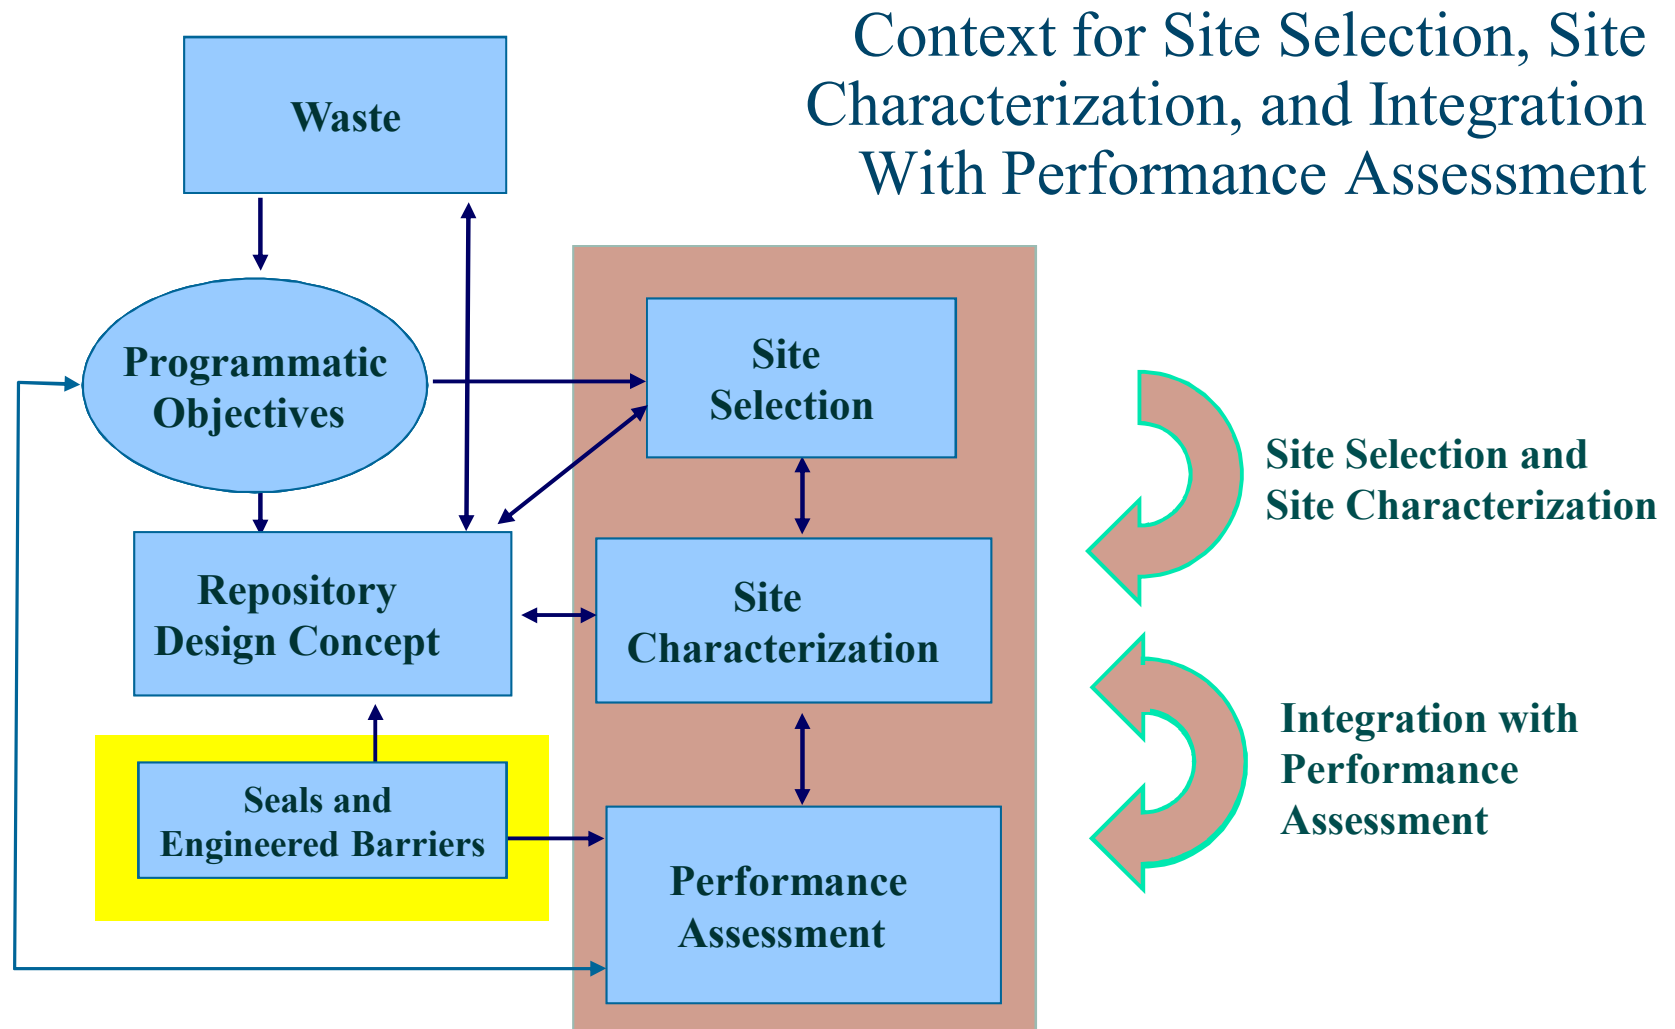 Context for Site Selection, Site
Characterization, and Integration
With Performance Assessment
Waste
Programmatic
Objectives
Site
Selection
Site Selection and
Site Characterization
Repository
Design Concept
Site
Characterization
Integration with
Performance
Assessment
Seals and
Engineered Barriers
Performance
Assessment